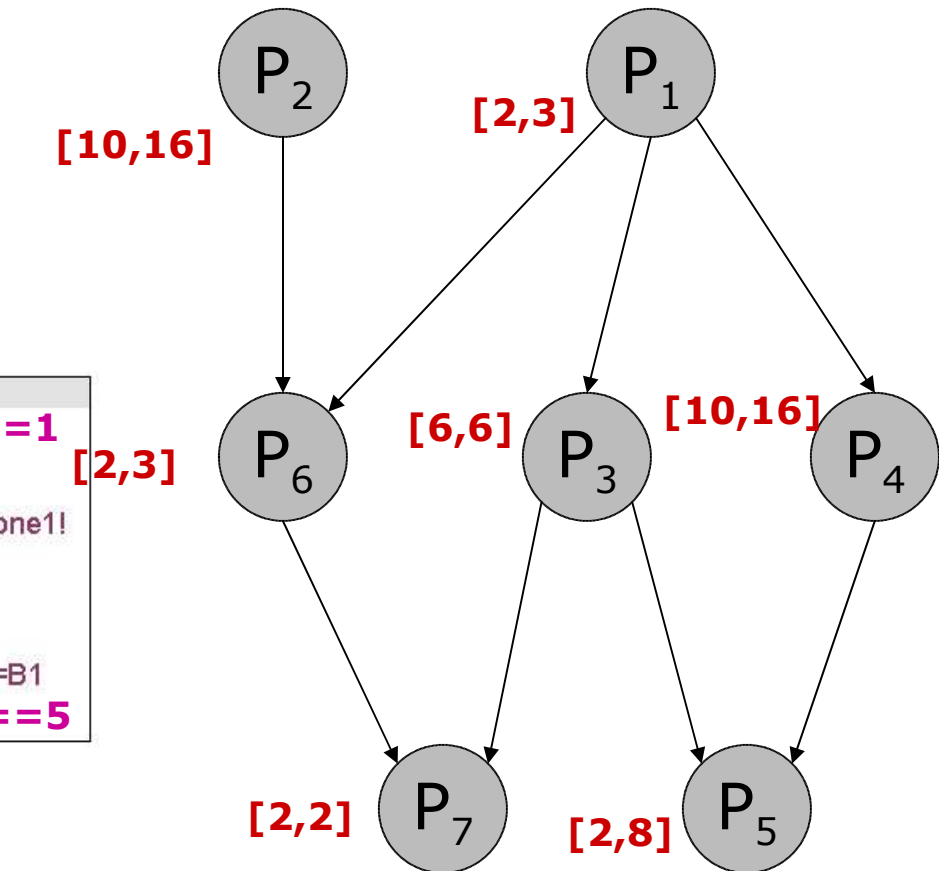 P2
P1
[2,3]
[10,16]
=1
[2,3]
one1!
=B1
==5
P6
[6,6]
P3
[10,16]
P4
[2,2]
P7
[2,8]
P5